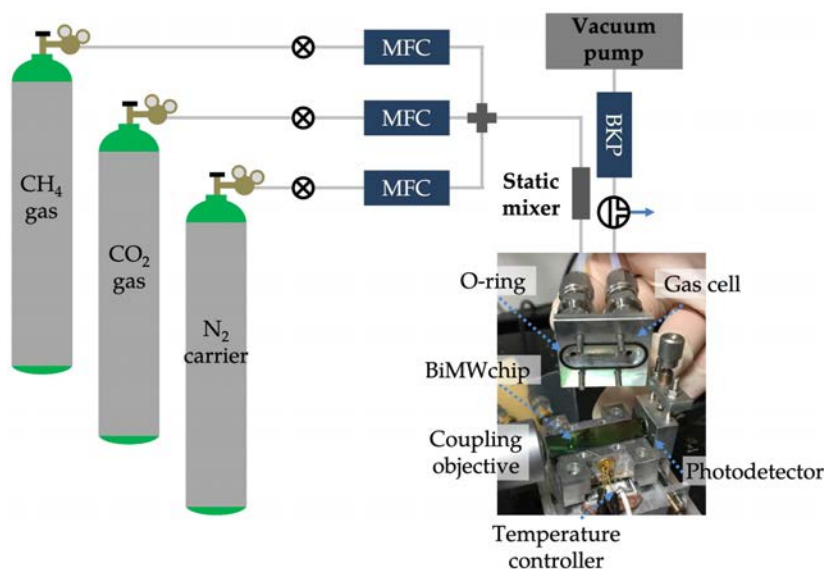 CH₄
gas
CO₂
gas
N₂
carrier
MFC
MFC
MFC
Vacuum
pump
BKP
Static
mixer
O-ring
Gas cell
BiMWchip
Coupling
objective
Photodetector
Temperature
controller